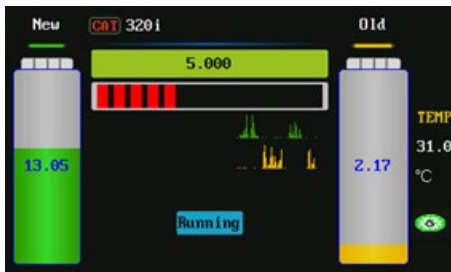 New CAT 320i Old
5.000
TEMP
31.0
13.05 2.17
°C
Running